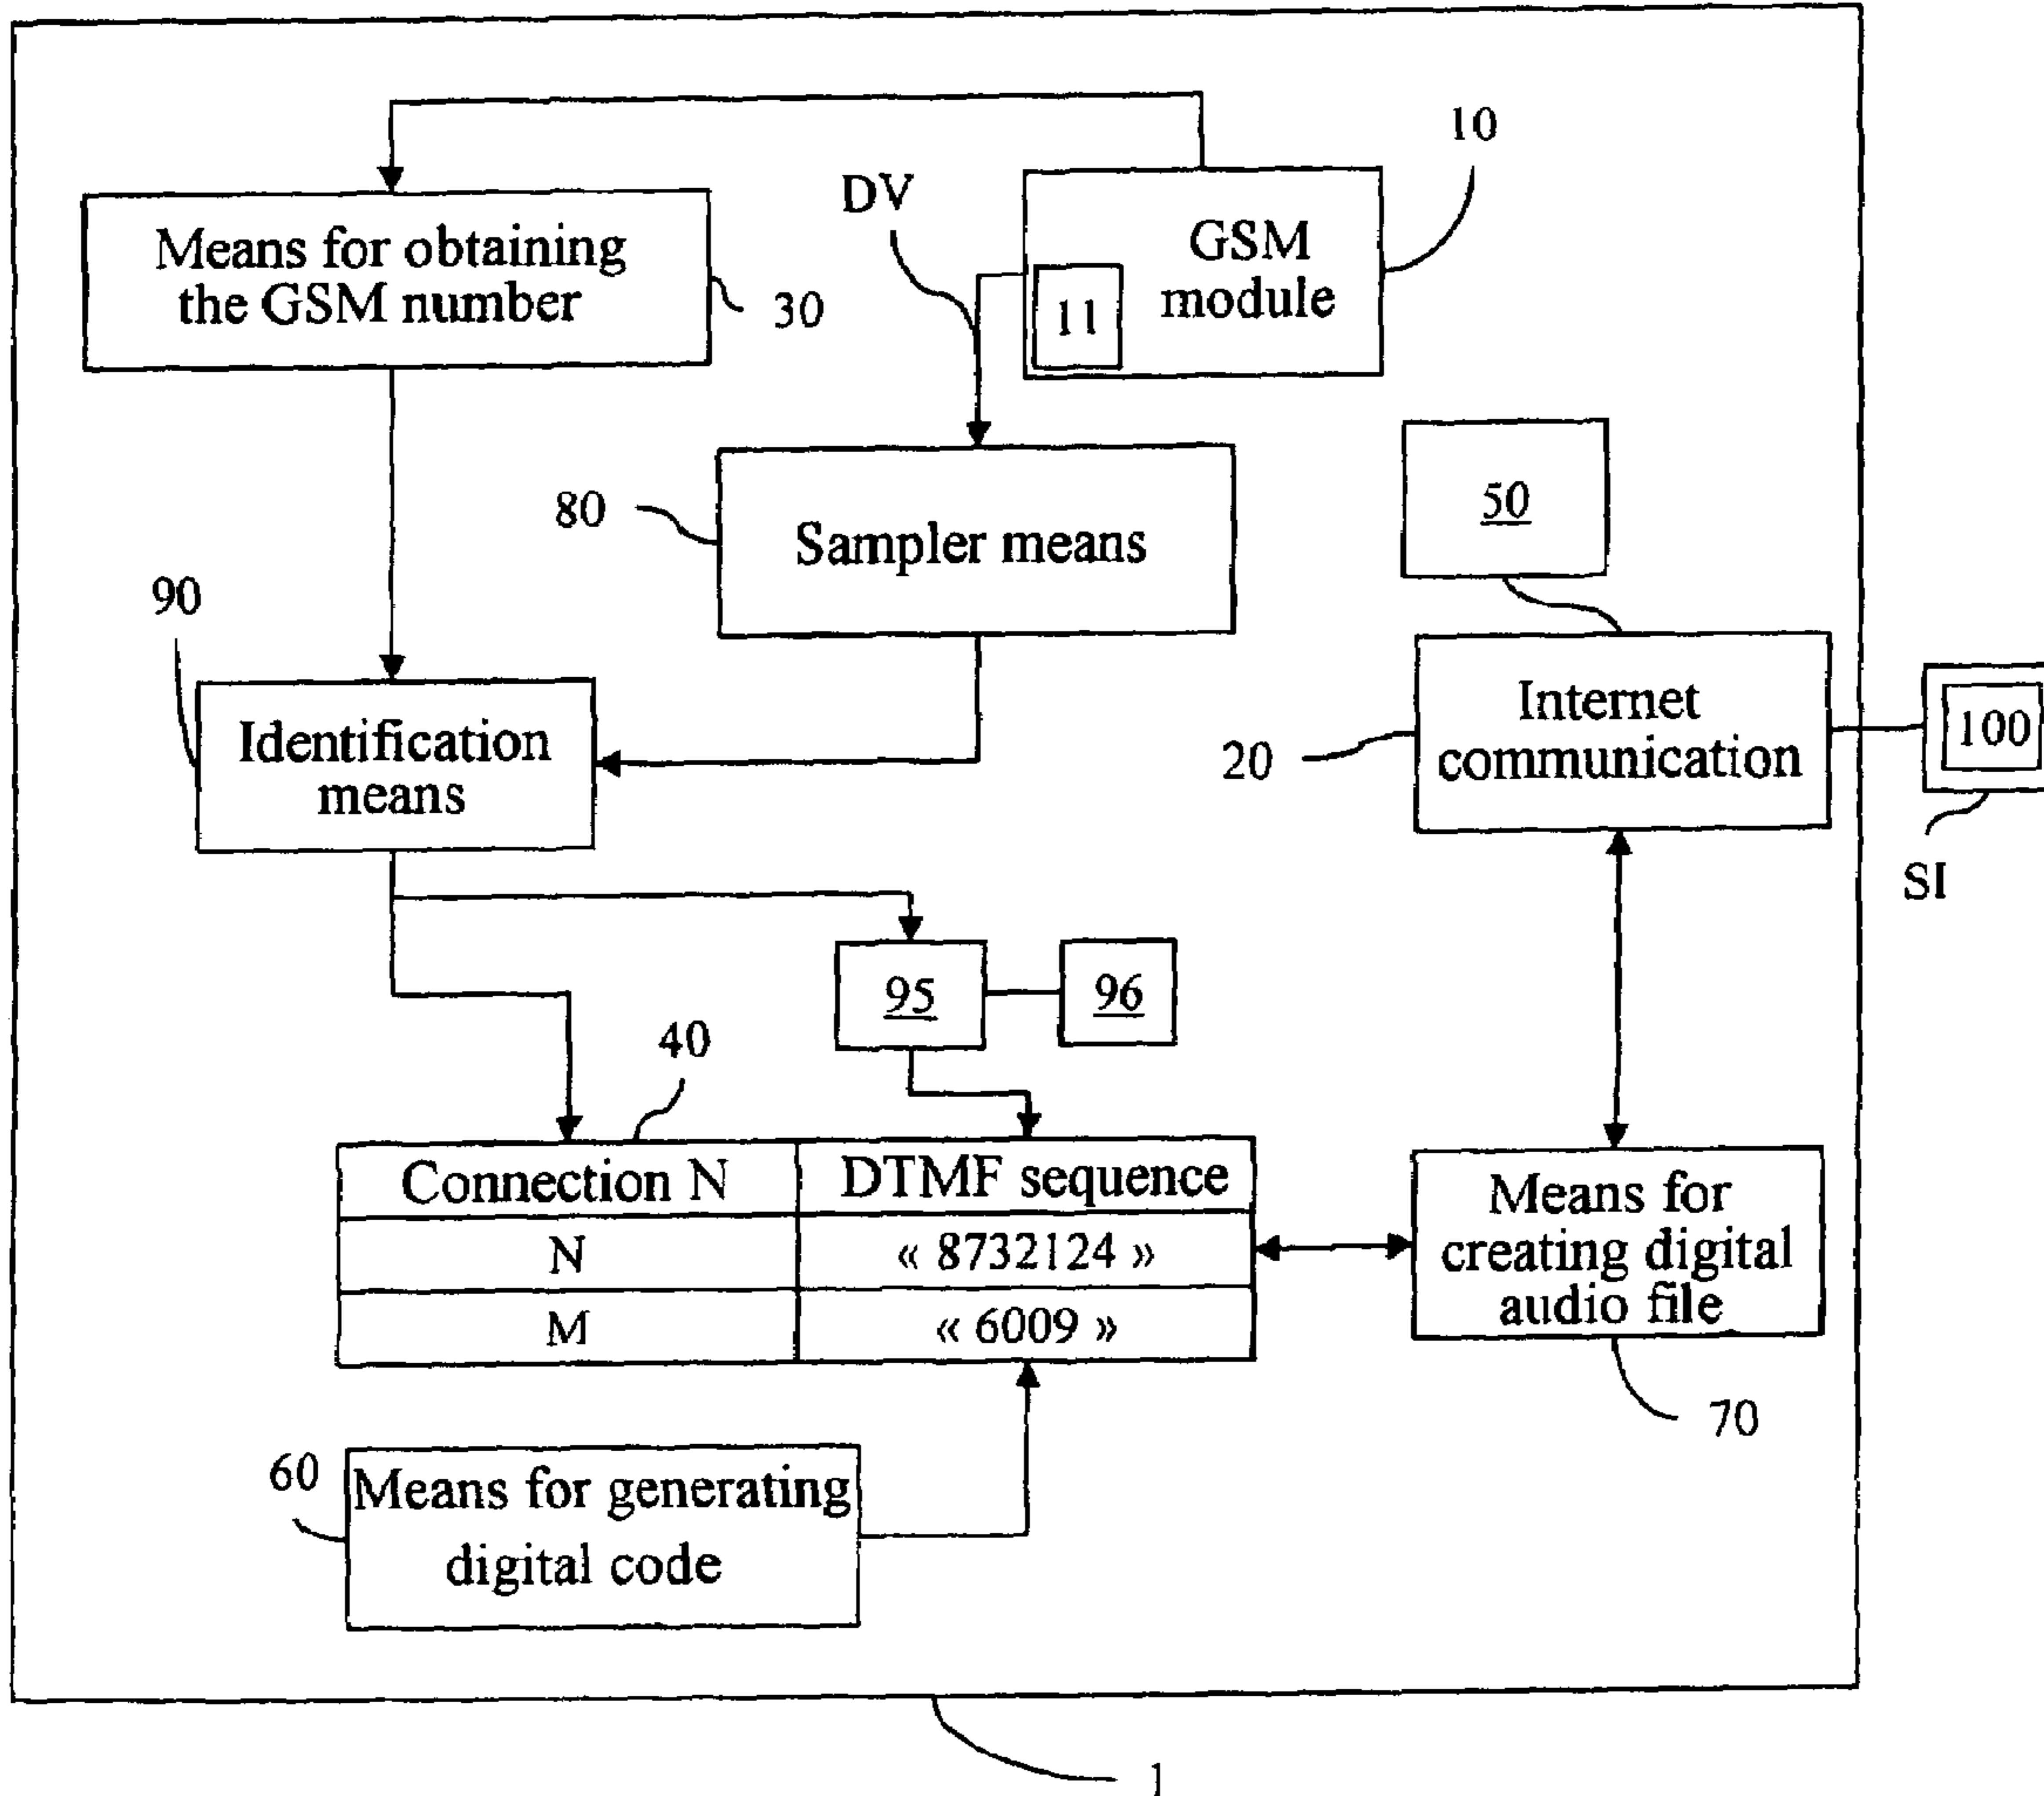 10
DV
GSM
module
11
Means for obtaining
the GSM number
30
50
80
Sampler means
90
Identification
means
Internet
communication
20
100
SI
95
96
40
Connection N
DTMF sequence
N
« 8732124 »
M
« 6009 »
Means for
creating digital
audio file
70
60
Means for generating
digital code
1